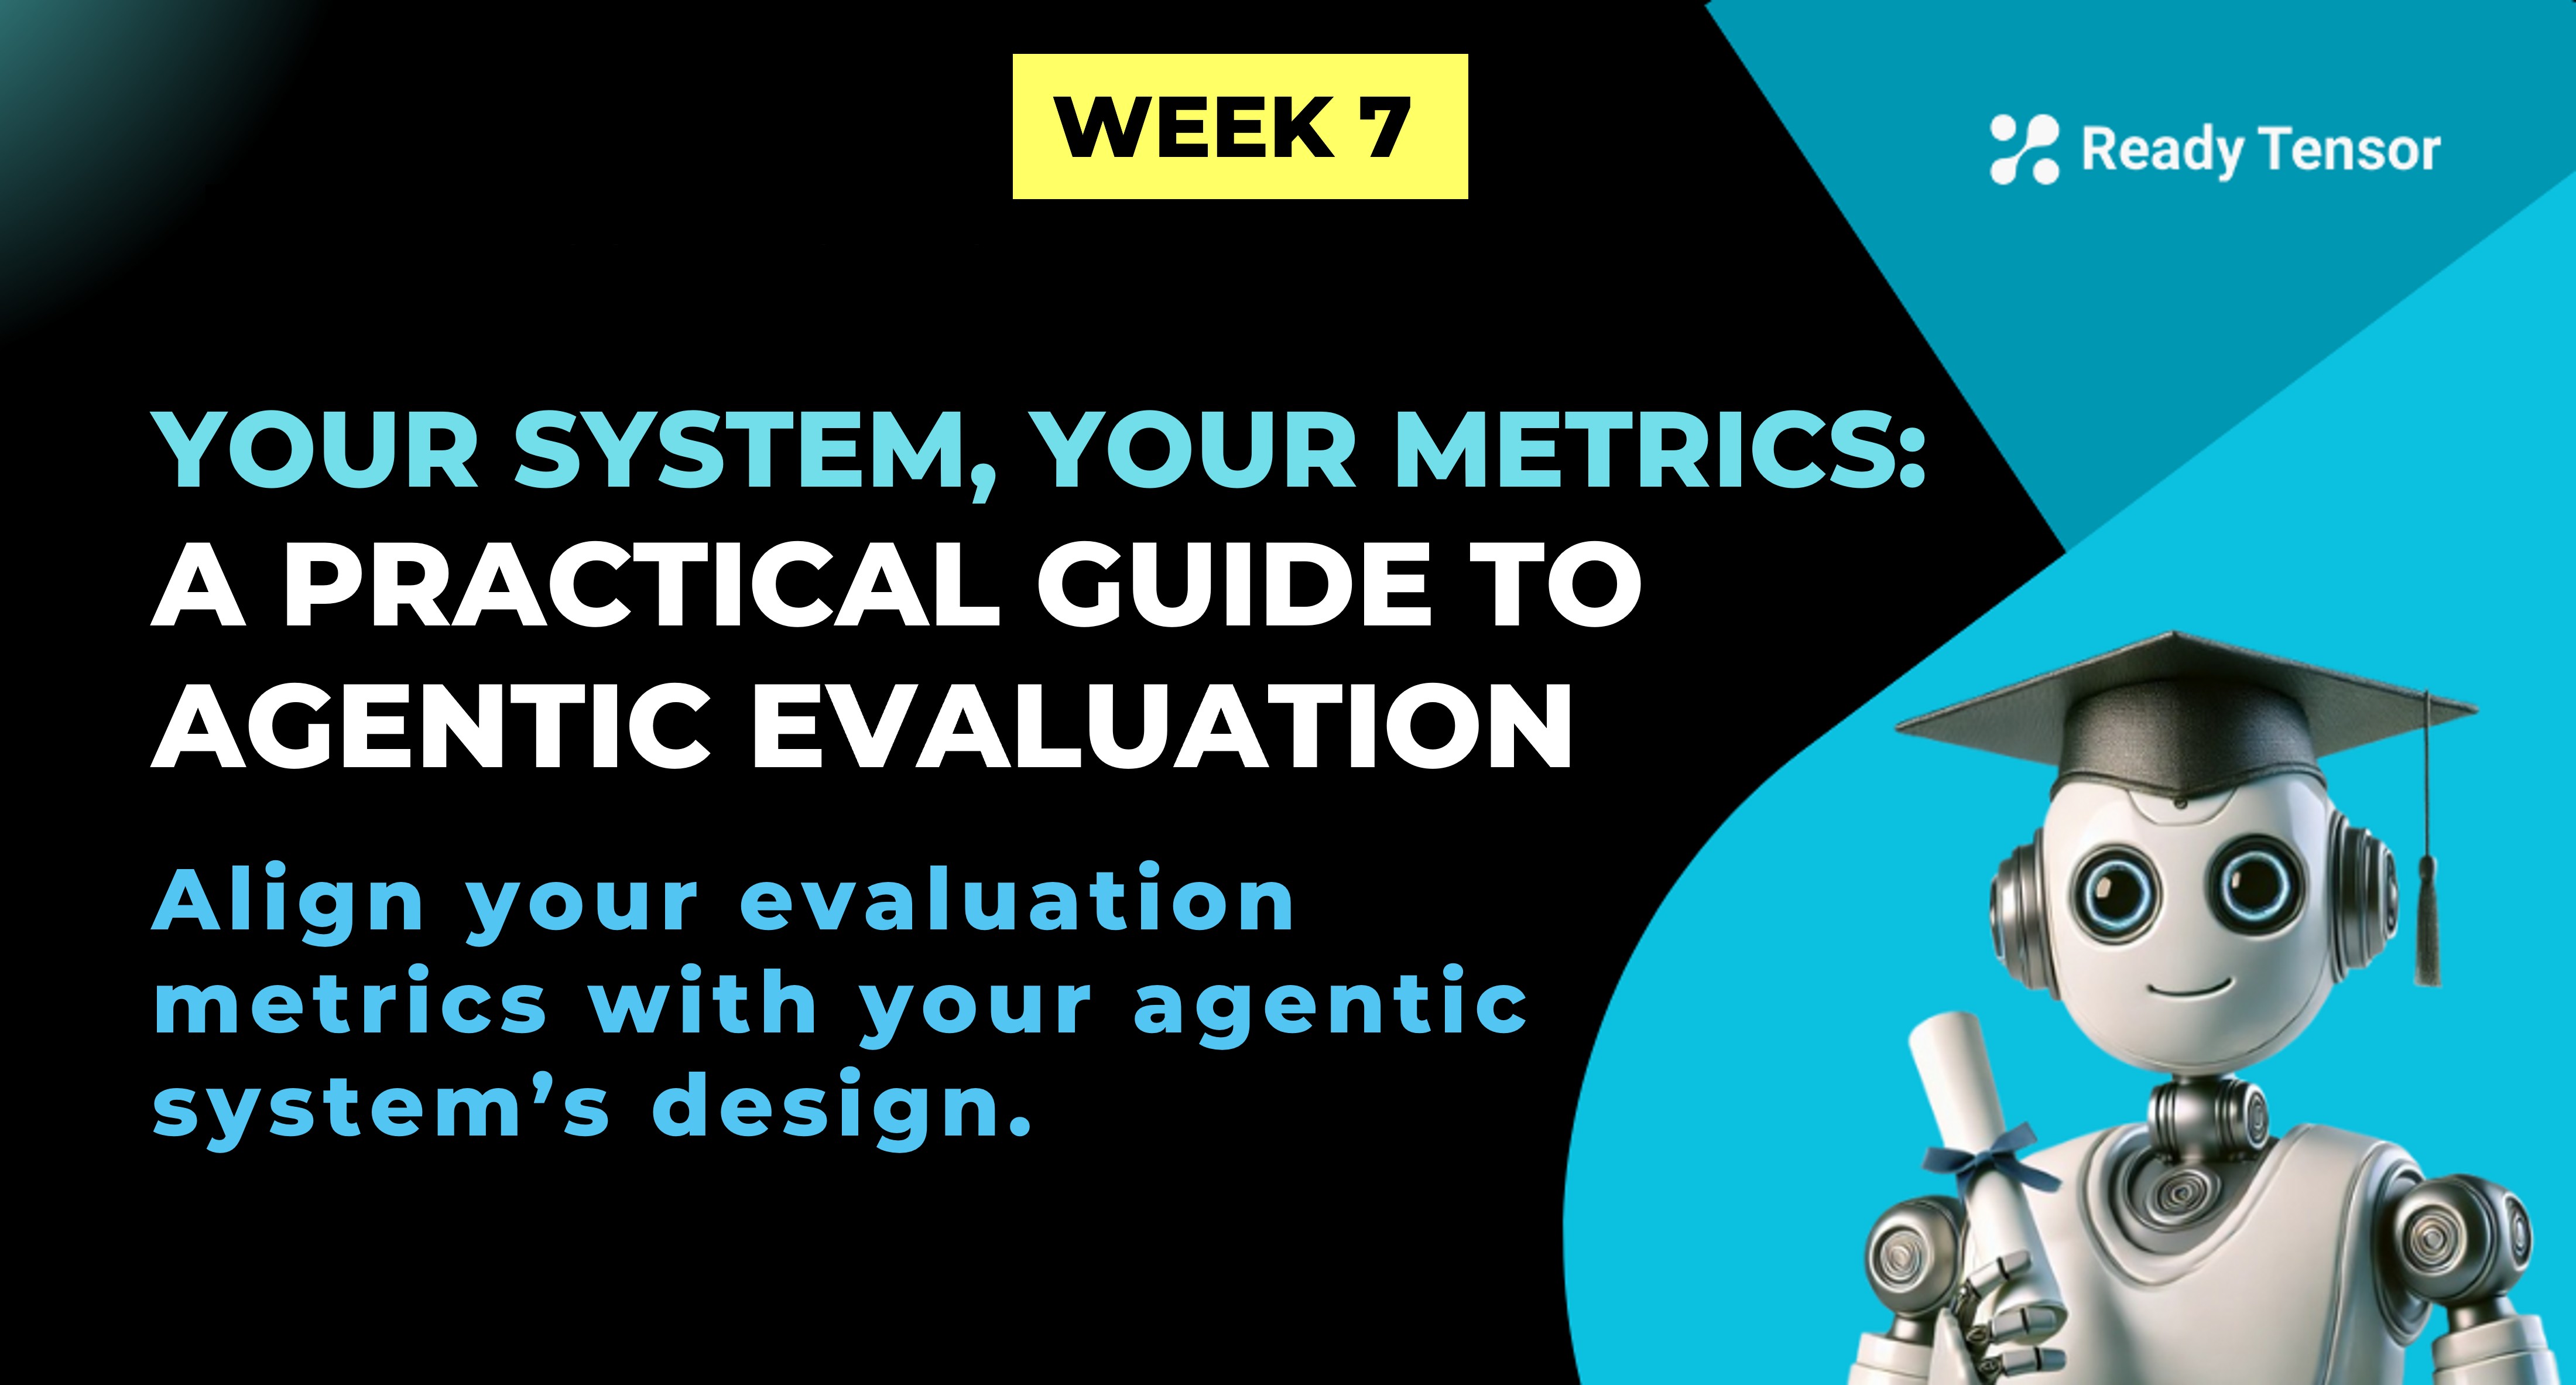 WEEK 7
Ready Tensor
YOUR SYSTEM, YOUR METRICS:
A PRACTICAL GUIDE TO
AGENTIC EVALUATION
Align your evaluation
metrics with your agentic
system’s design.